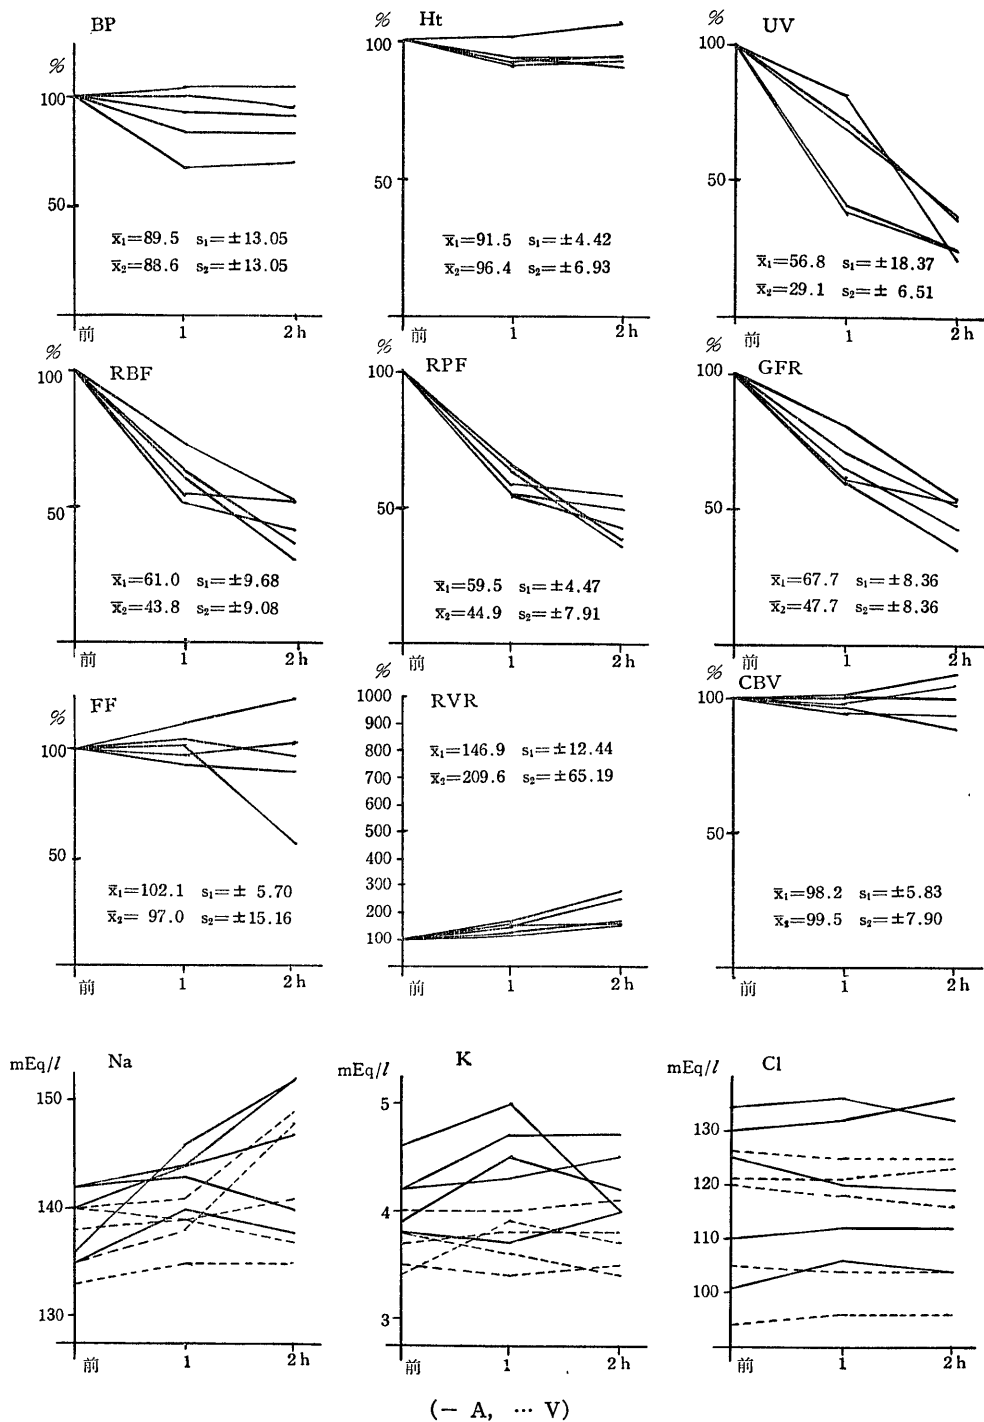 BP
%
100
50
x̄₁=89.5 s₁=±13.05
x̄₂=88.6 s₂=±13.05
前 1 2h
Ht
%
100
50
x̄₁=91.5 s₁=±4.42
x̄₂=96.4 s₂=±6.93
前 1 2h
UV
%
100
50
x̄₁=56.8 s₁=±18.37
x̄₂=29.1 s₂=± 6.51
前 1 2h
RBF
%
100
50
x̄₁=61.0 s₁=±9.68
x̄₂=43.8 s₂=±9.08
前 1 2h
RPF
%
100
50
x̄₁=59.5 s₁=±4.47
x̄₂=44.9 s₂=±7.91
前 1 2h
GFR
%
100
50
x̄₁=67.7 s₁=±8.36
x̄₂=47.7 s₂=±8.36
前 1 2h
FF
%
100
50
x̄₁=102.1 s₁=± 5.70
x̄₂= 97.0 s₂=±15.16
前 1 2h
RVR
%
1000
900
800
700
600
500
400
300
200
100
x̄₁=146.9 s₁=±12.44
x̄₂=209.6 s₂=±65.19
前 1 2h
CBV
%
100
50
x̄₁=98.2 s₁=±5.83
x̄₂=99.5 s₂=±7.90
前 1 2h
Na
mEq/l
150
140
130
前 1 2h
K
mEq/l
5
4
3
前 1 2h
Cl
mEq/l
130
120
110
100
前 1 2h
(— A, … V)